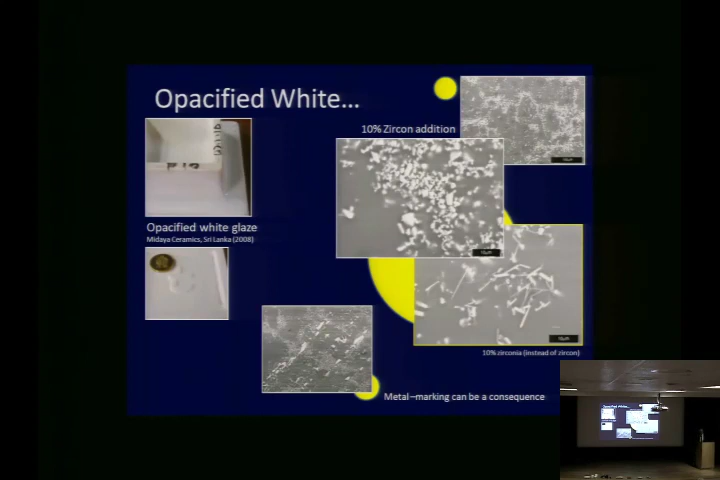 Opacified White...
10% Zircon addition
Opacified white glaze
Midaya Ceramics, Sri Lanka (2008)
10% zirconia (instead of zircon)
Metal–marking can be a consequence